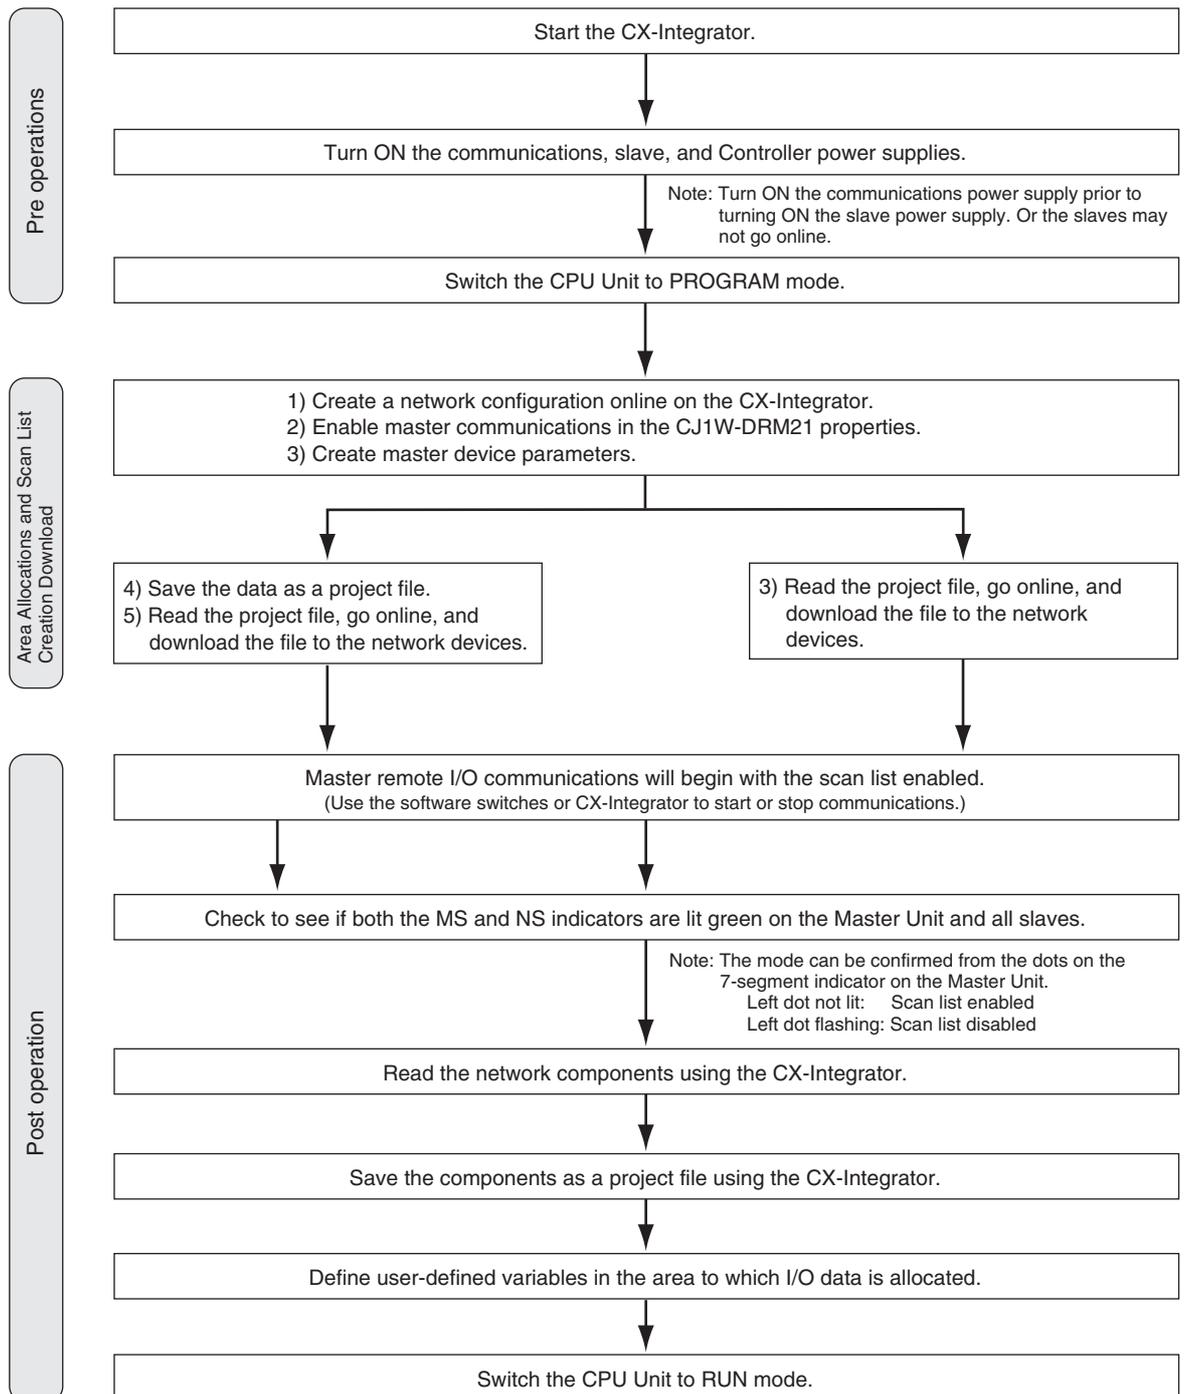 Pre operations
Start the CX-Integrator.
Turn ON the communications, slave, and Controller power supplies.
Note: Turn ON the communications power supply prior to
turning ON the slave power supply. Or the slaves may
not go online.
Switch the CPU Unit to PROGRAM mode.
Area Allocations and Scan List
Creation Download
1) Create a network configuration online on the CX-Integrator.
2) Enable master communications in the CJ1W-DRM21 properties.
3) Create master device parameters.
4) Save the data as a project file.
5) Read the project file, go online, and
download the file to the network devices.
3) Read the project file, go online, and
download the file to the network
devices.
Post operation
Master remote I/O communications will begin with the scan list enabled.
(Use the software switches or CX-Integrator to start or stop communications.)
Check to see if both the MS and NS indicators are lit green on the Master Unit and all slaves.
Note: The mode can be confirmed from the dots on the
7-segment indicator on the Master Unit.
Left dot not lit: Scan list enabled
Left dot flashing: Scan list disabled
Read the network components using the CX-Integrator.
Save the components as a project file using the CX-Integrator.
Define user-defined variables in the area to which I/O data is allocated.
Switch the CPU Unit to RUN mode.